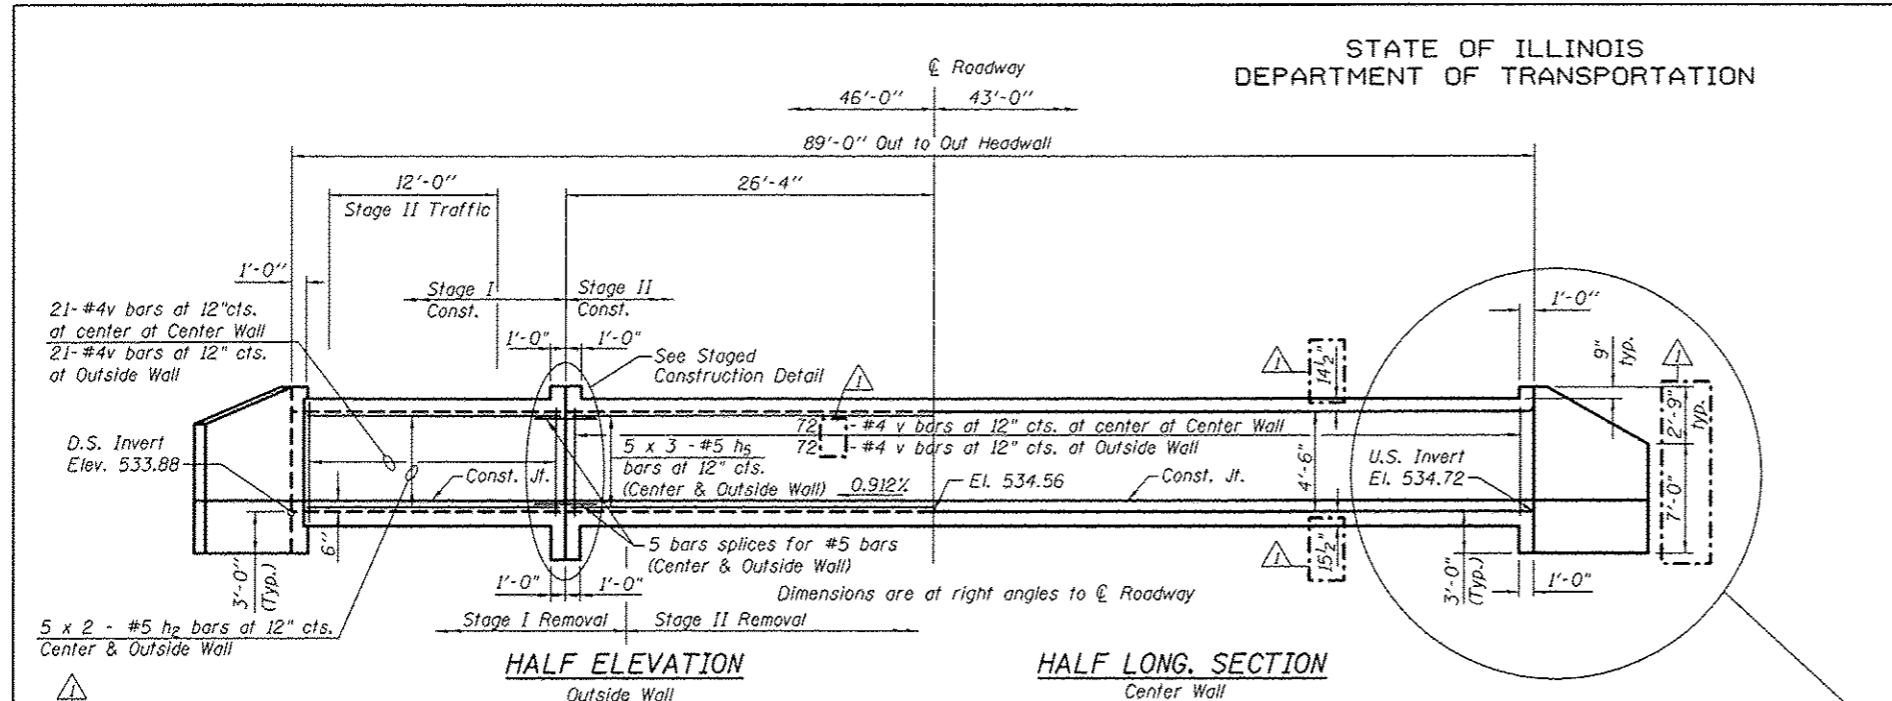 STATE OF ILLINOIS
DEPARTMENT OF TRANSPORTATION
℄ Roadway
46'-0"
43'-0"
89'-0" Out to Out Headwall
12'-0"
Stage II Traffic
26'-4"
1'-0"
Stage I
Const.
Stage II
Const.
1'-0"
21- #4v bars at 12"cts.
at center at Center Wall
21- #4v bars at 12" cts.
at Outside Wall
1'-0"
1'-0"
See Staged
Construction Detail
1
1
14½"
9"
typ.
1
2'-9"
typ.
D.S. Invert
Elev. 533.88
72 - #4 v bars at 12" cts. at center at Center Wall
72 - #4 v bars at 12" cts. at Outside Wall
5 x 3 - #5 h5
bars at 12" cts.
(Center & Outside Wall)
0.912%
Const. Jt.
El. 534.56
Const. Jt.
4'-6"
U.S. Invert
El. 534.72
7'-0"
6"
3'-0"
(Typ.)
5 bars splices for #5 bars
(Center & Outside Wall)
1
15½"
3'-0"
(Typ.)
1'-0"
1'-0"
1'-0"
Dimensions are at right angles to ℄ Roadway
Stage I Removal
Stage II Removal
5 x 2 - #5 h2 bars at 12" cts.
Center & Outside Wall
1
HALF ELEVATION
Outside Wall
HALF LONG. SECTION
Center Wall